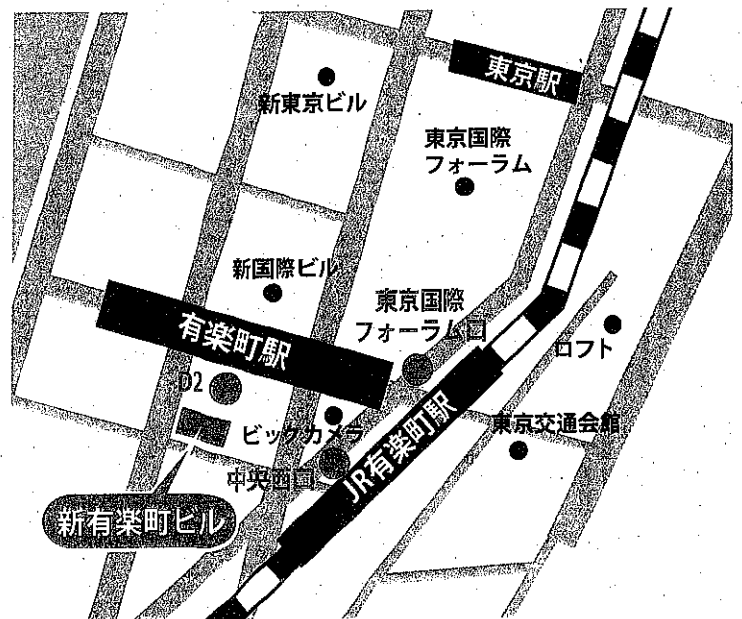 東京駅
新東京ビル
東京国際
フォーラム
新国際ビル
東京国際
フォーラム口
有楽町駅
ロフト
D2
ビックカメラ
JR有楽町駅
東京交通会館
中央西口
新有楽町ビル